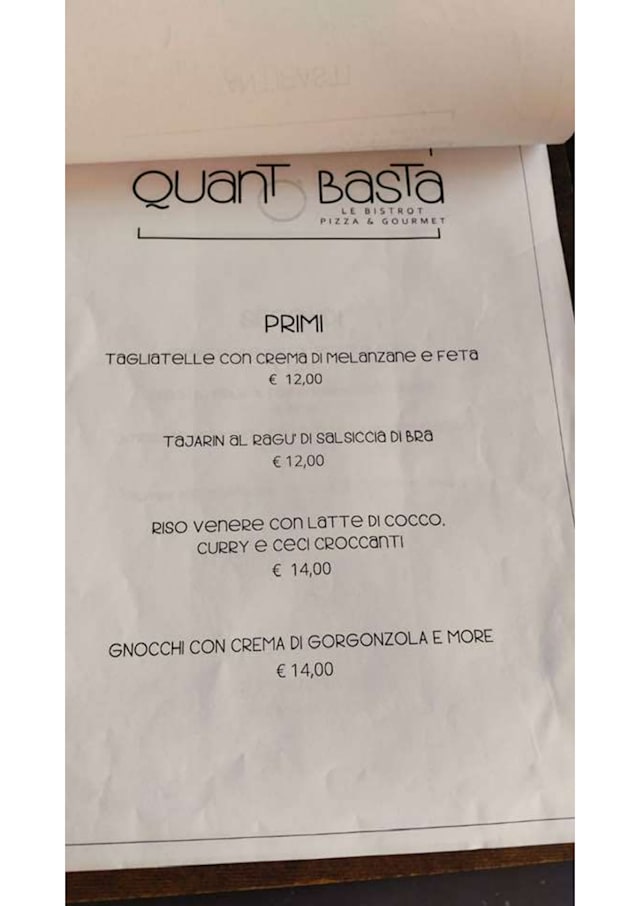 QUANT BASTA
LE BISTROT
PIZZA & GOURMET
PRIMI
TAGLIATELLE CON CREMA DI MELANZANE E FETA
€ 12,00
TAJARIN AL RAGU' DI SALSICCIA DI BRA
€ 12,00
RISO VENERE CON LATTE DI COCCO,
CURRY E CECI CROCCANTI
€ 14,00
GNOCCHI CON CREMA DI GORGONZOLA E MORE
€ 14,00